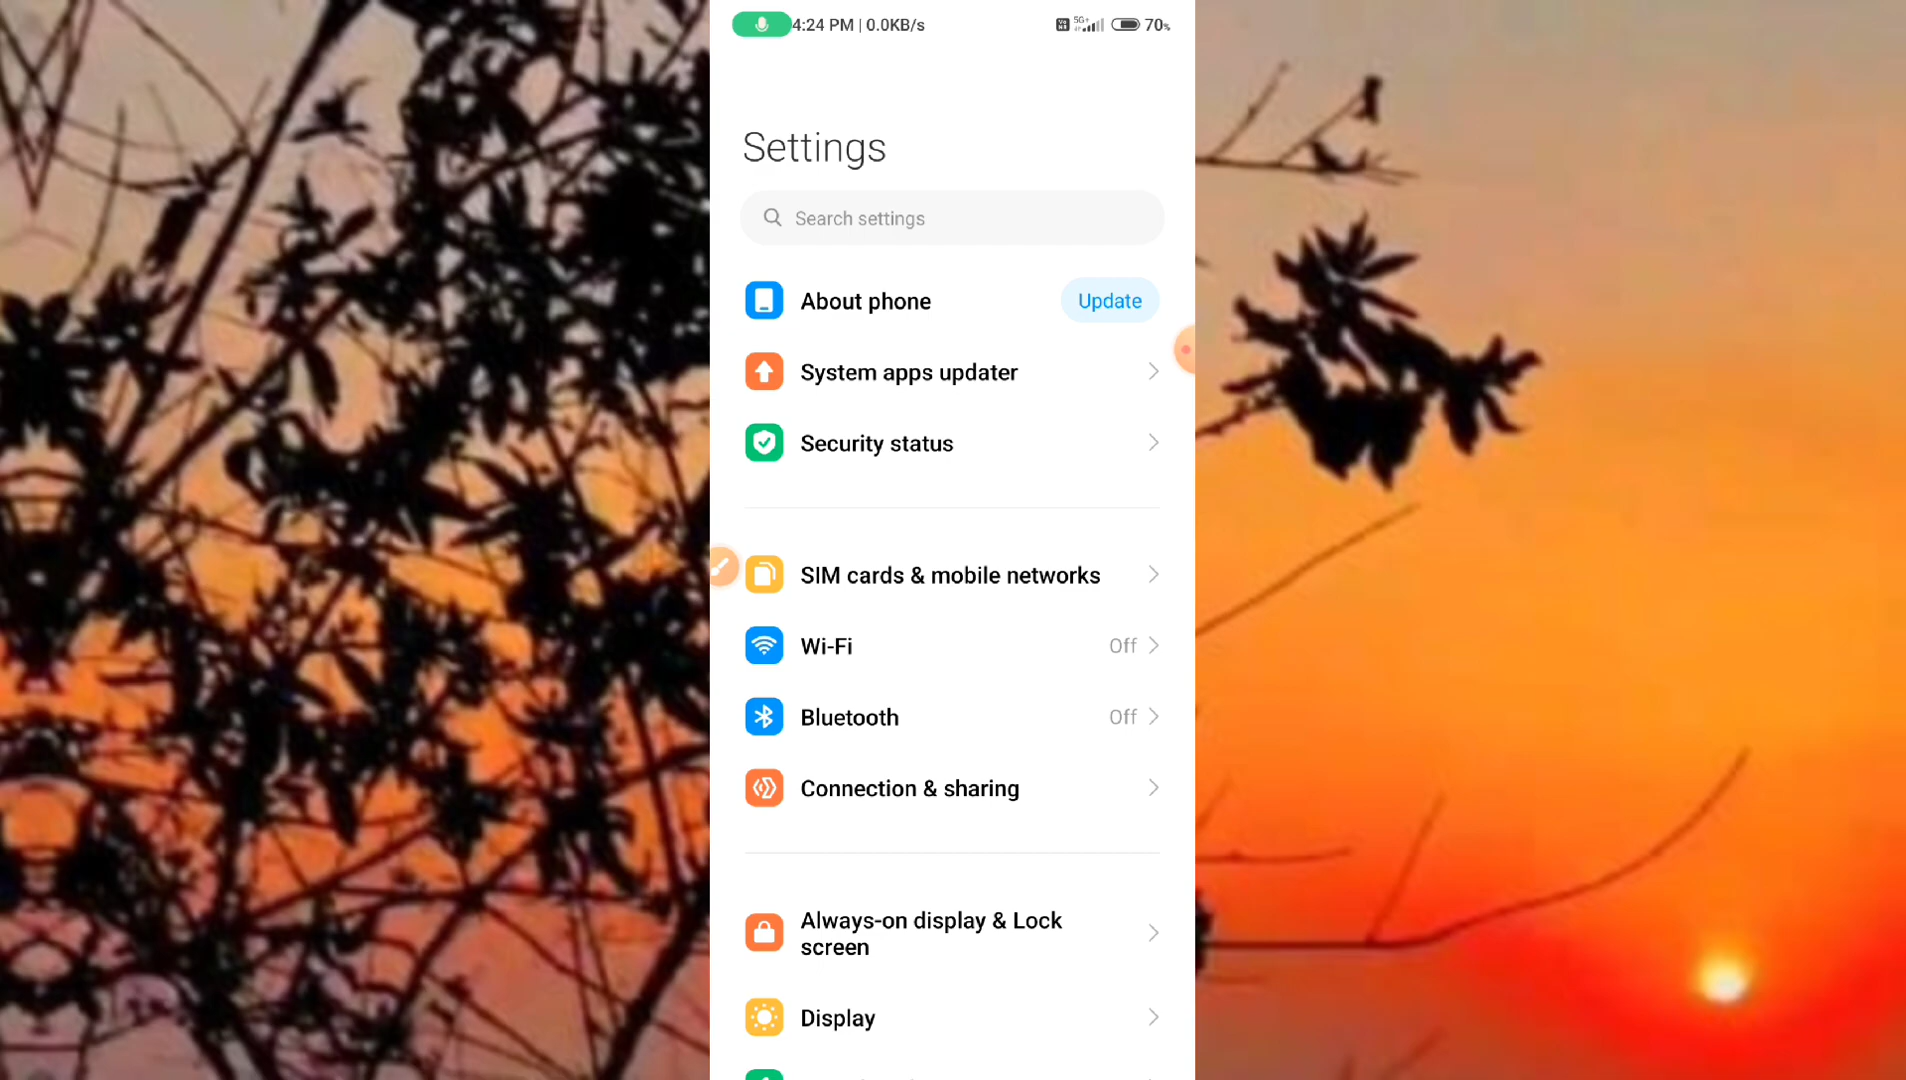 4:24 PM | 0.0KB/s 5G+ 70%
Settings
Search settings
About phone Update
System apps updater
Security status
SIM cards & mobile networks
Wi-Fi Off
Bluetooth Off
Connection & sharing
Always-on display & Lock
screen
Display